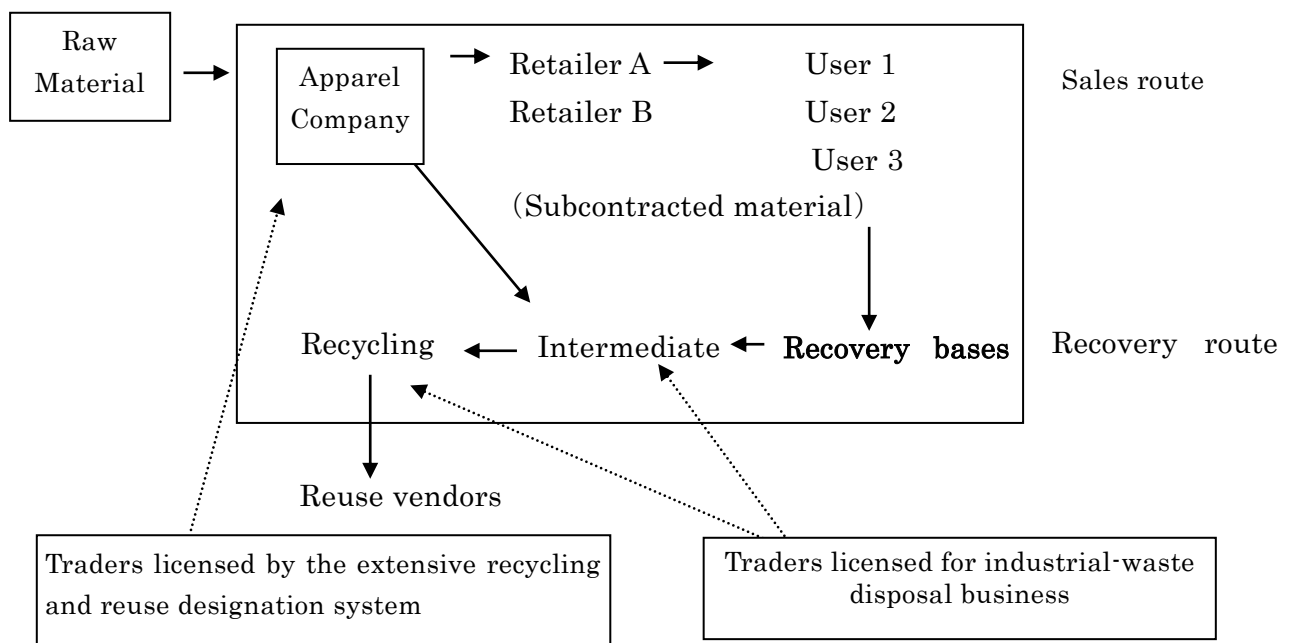 Raw
Material
Apparel
Company
Retailer A
Retailer B
User 1
User 2
User 3
Sales route
（Subcontracted material）
Recycling
Intermediate
Recovery bases
Recovery route
Reuse vendors
Traders licensed by the extensive recycling
and reuse designation system
Traders licensed for industrial-waste
disposal business